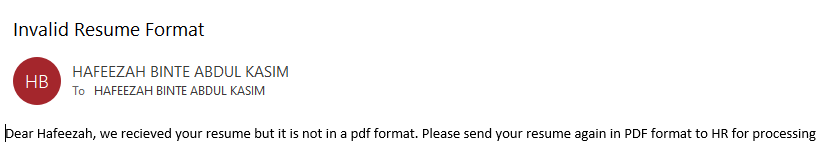 Invalid Resume Format
HB
HAFEEZAH BINTE ABDUL KASIM
To HAFEEZAH BINTE ABDUL KASIM
Dear Hafeezah, we recieved your resume but it is not in a pdf format. Please send your resume again in PDF format to HR for processing